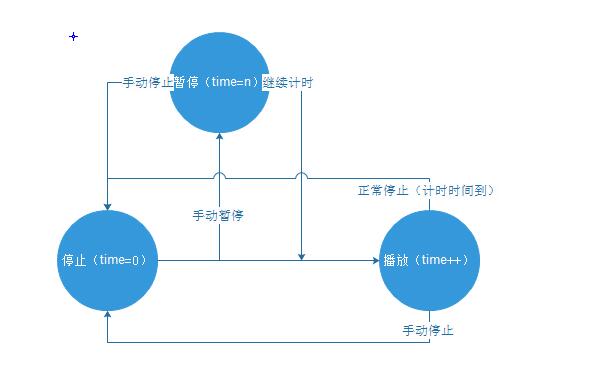 手动停止
暂停（time=n）
继续计时
正常停止（计时时间到）
手动暂停
停止（time=0）
播放（time++）
手动停止